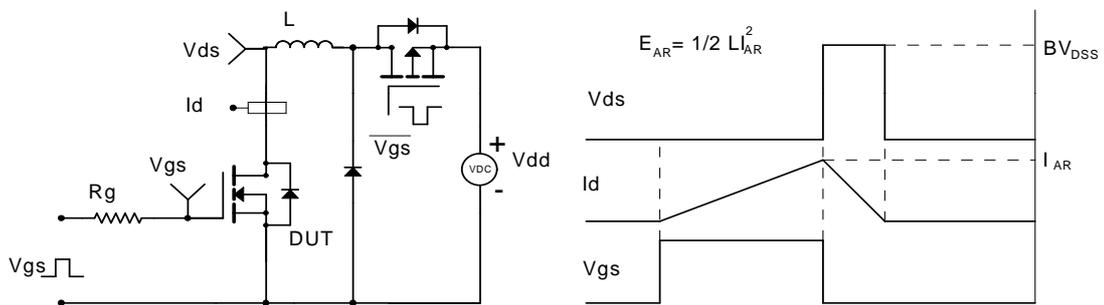 L
Vds
Id
Vgs
Vgs
Rg
DUT
VDC
+
-
Vdd
Vgs
E_AR= 1/2 LI_AR^2
Vds
BV_DSS
Id
I_AR
Vgs